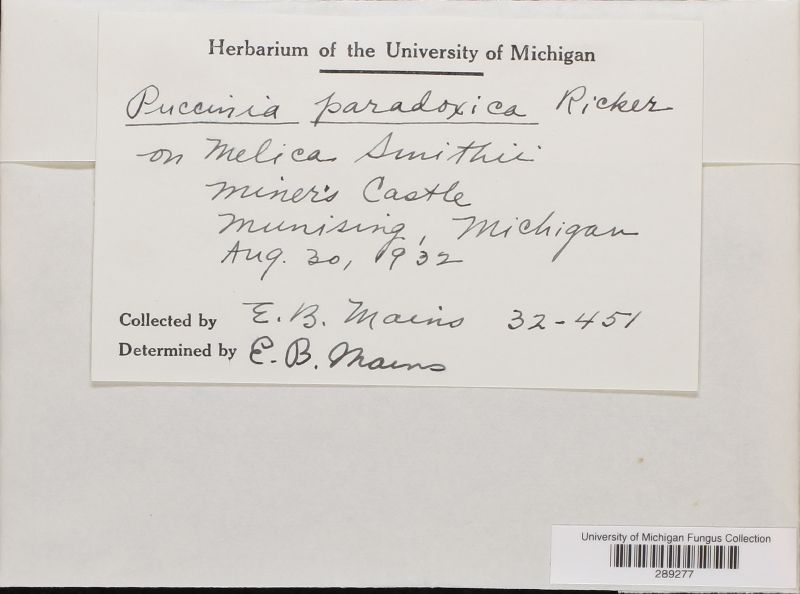 Herbarium of the University of Michigan
Puccinia paradoxica Ricker
on Melica Smithii
Miner's Castle
Munising, Michigan
Aug. 30, 1932
Collected by E. B. Mains 32-451
Determined by E. B. Mains
University of Michigan Fungus Collection
289277